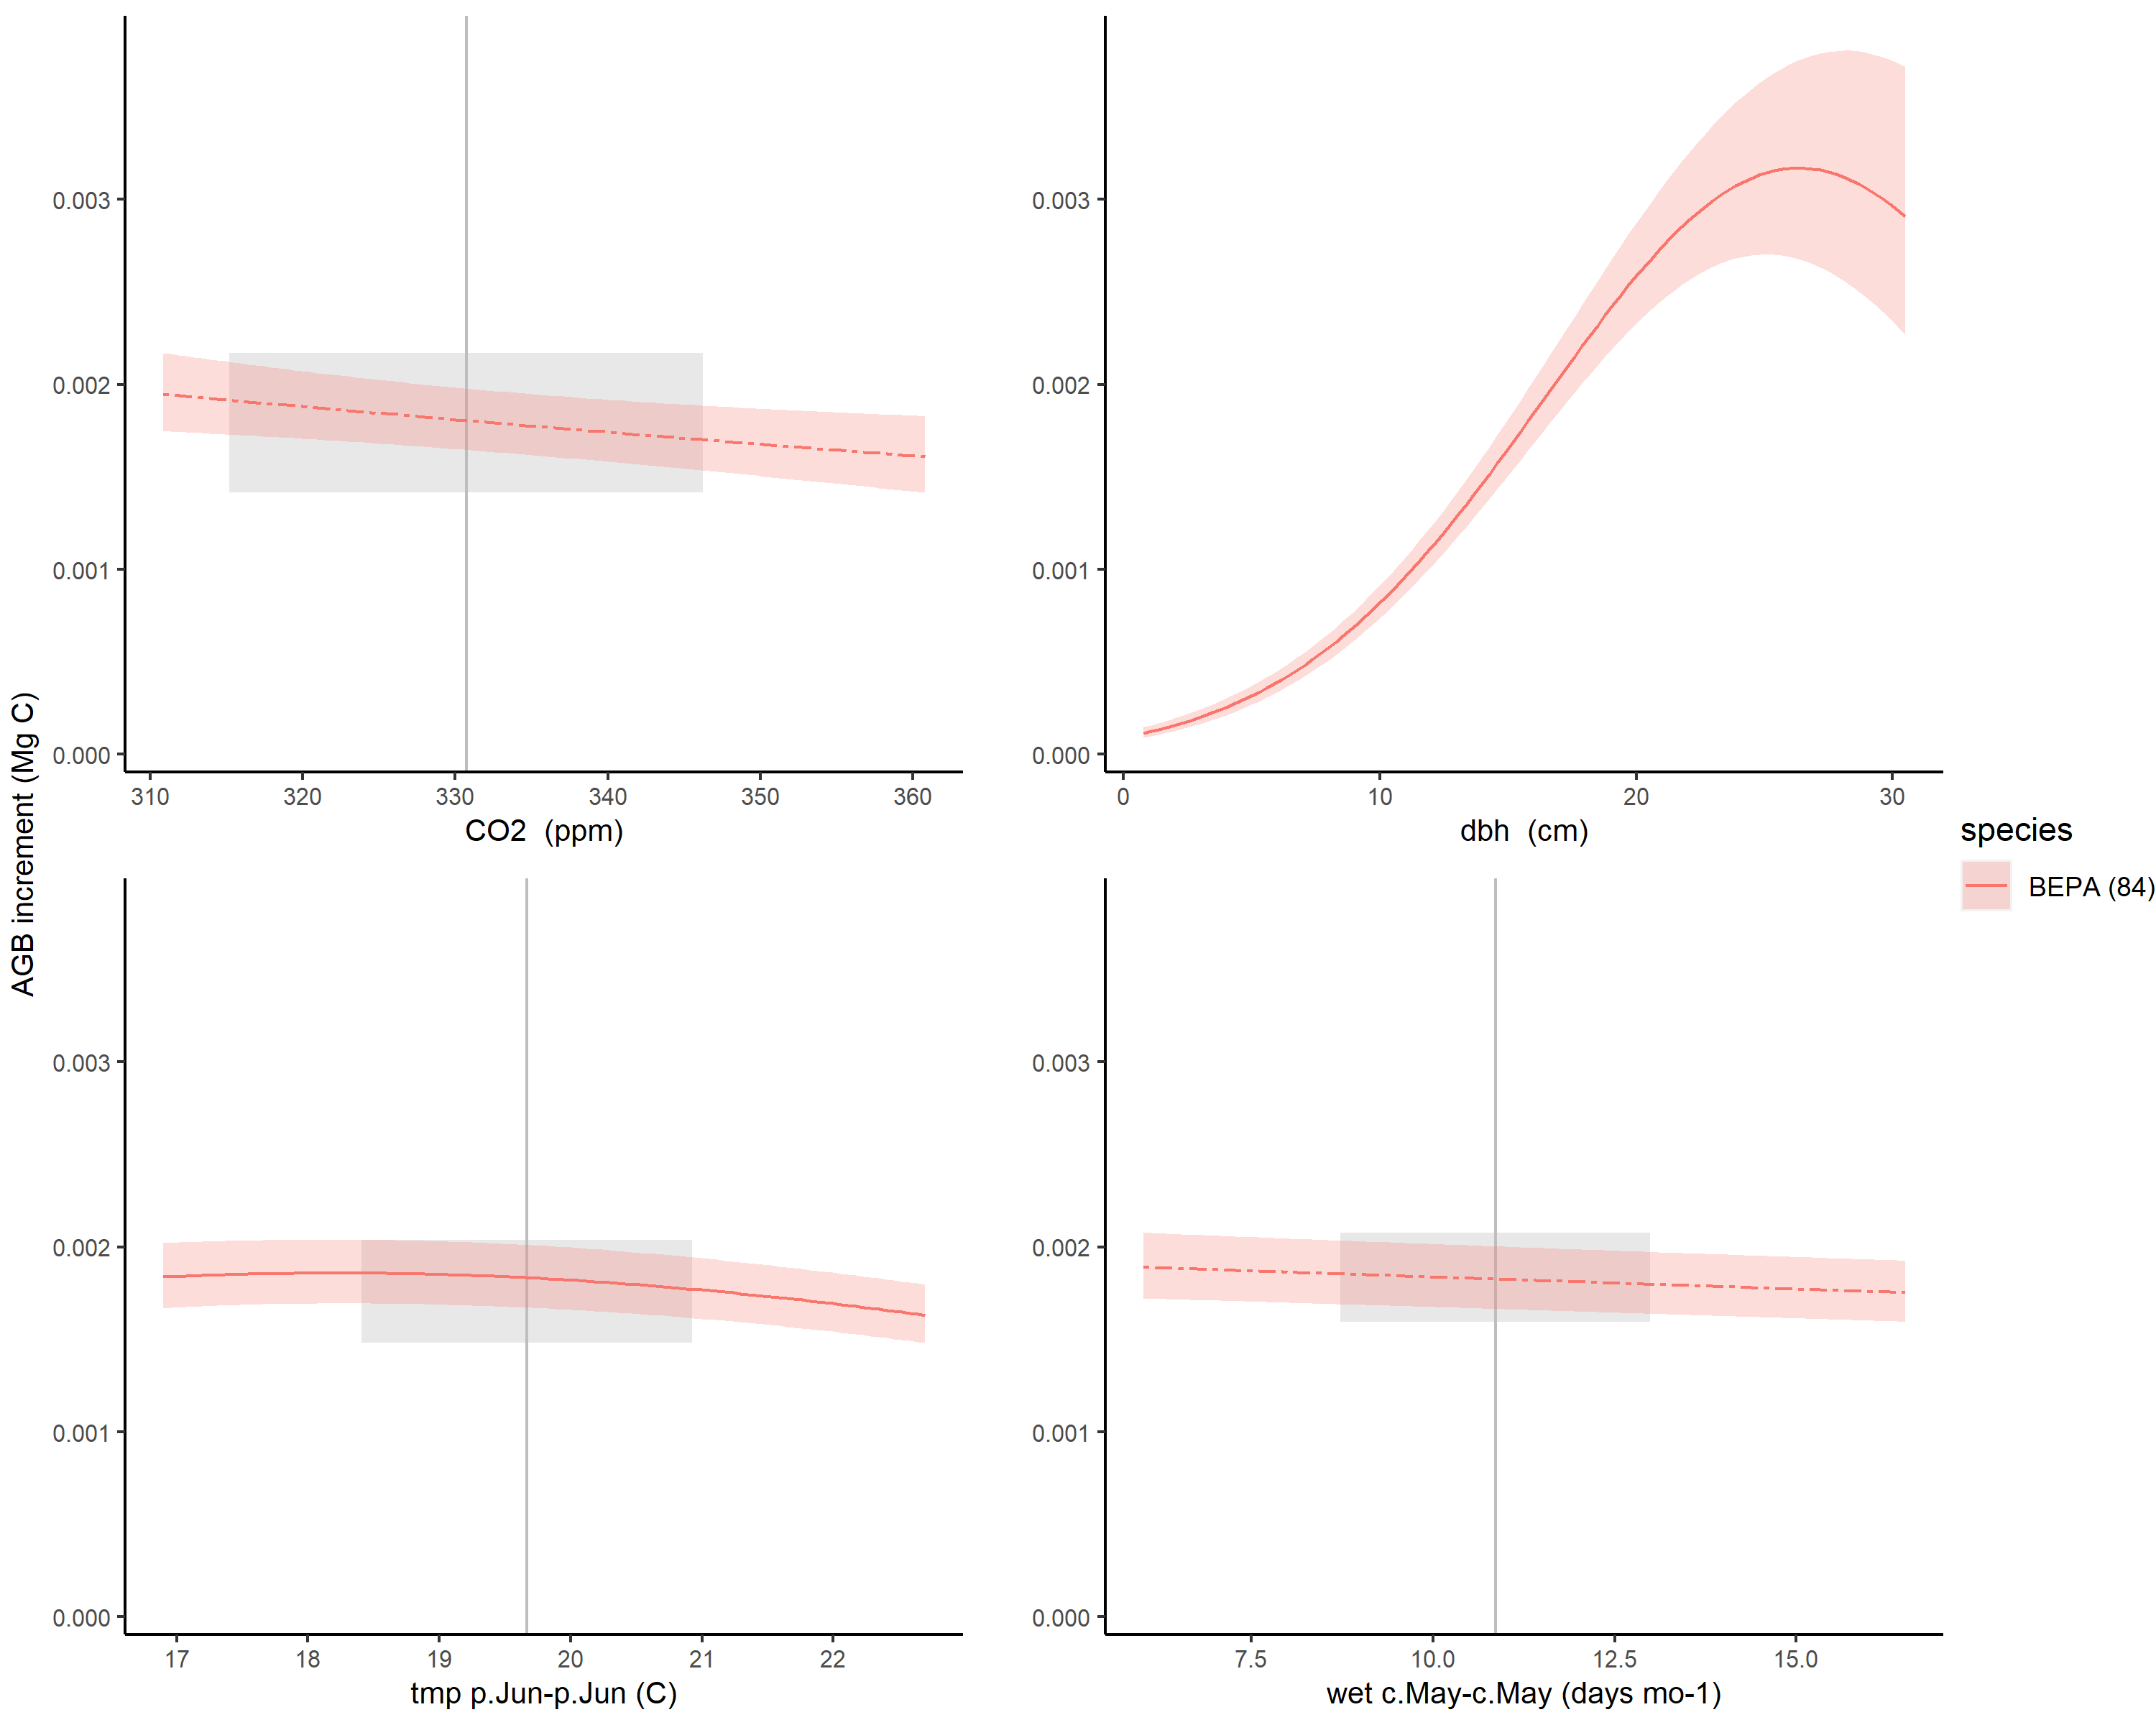 AGB increment (Mg C)
0.003
0.002
0.001
0.000
310 320 330 340 350 360
CO2 (ppm)
0.003
0.002
0.001
0.000
0 10 20 30
dbh (cm)
0.003
0.002
0.001
0.000
17 18 19 20 21 22
tmp p.Jun-p.Jun (C)
0.003
0.002
0.001
0.000
7.5 10.0 12.5 15.0
wet c.May-c.May (days mo-1)
species
BEPA (84)